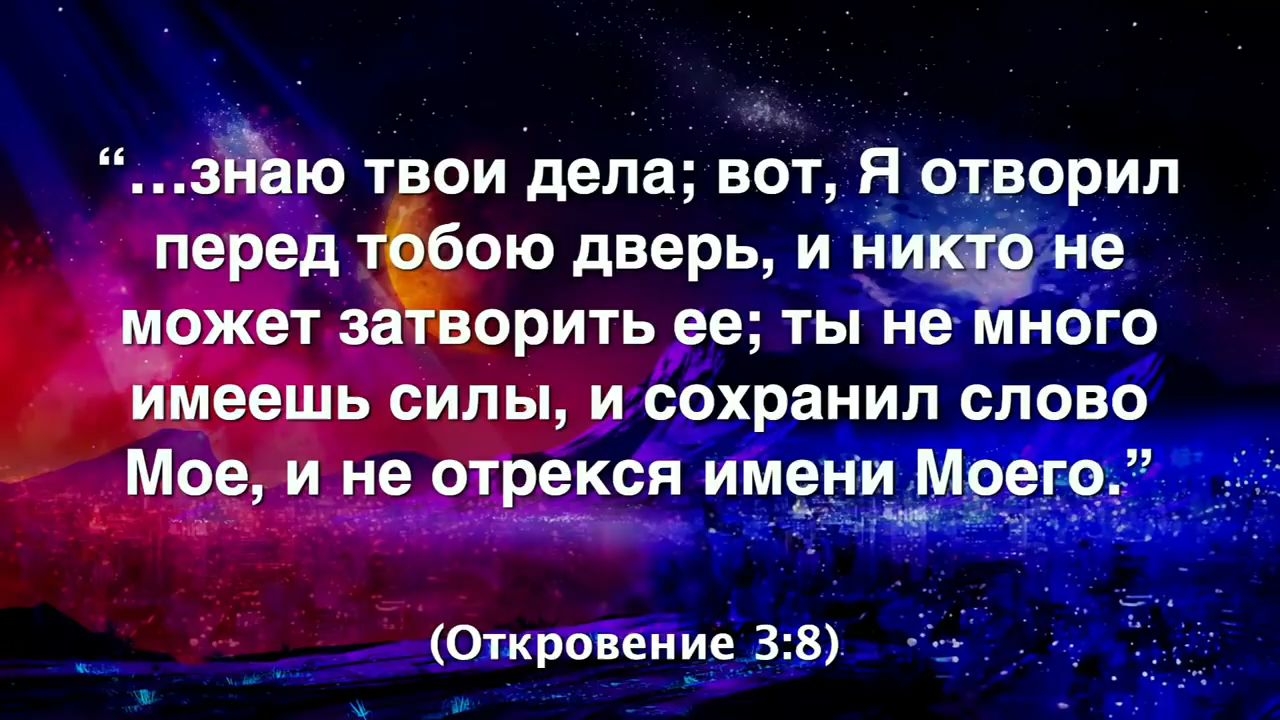 “...знаю твои дела; вот, Я отворил
перед тобою дверь, и никто не
может затворить ее; ты не много
имеешь силы, и сохранил слово
Мое, и не отрекся имени Моего.”
(Откровение 3:8)